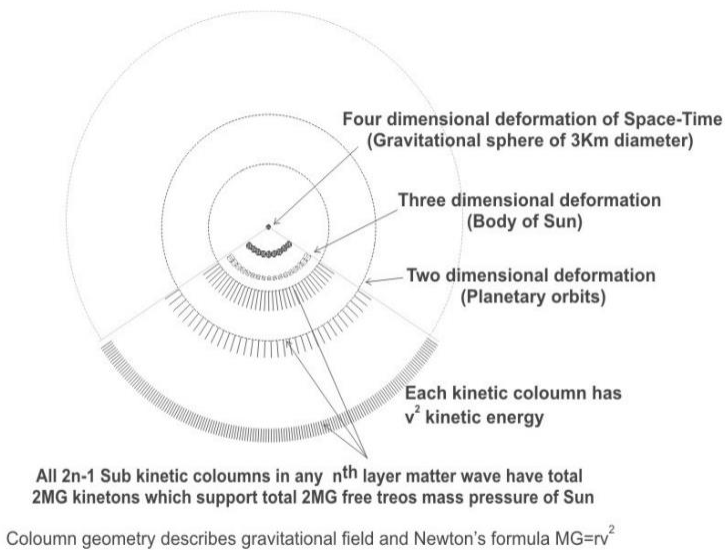 Four dimensional deformation of Space-Time
(Gravitational sphere of 3Km diameter)
Three dimensional deformation
(Body of Sun)
Two dimensional deformation
(Planetary orbits)
Each kinetic coloumn has
v² kinetic energy
All 2n-1 Sub kinetic coloumns in any nth layer matter wave have total
2MG kinetons which support total 2MG free treos mass pressure of Sun
Coloumn geometry describes gravitational field and Newton's formula MG=rv²